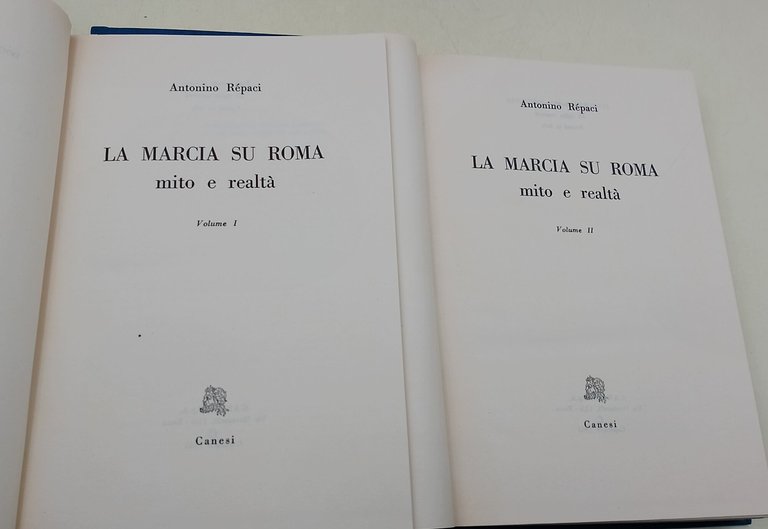 Antonino Répaci
LA MARCIA SU ROMA
mito e realtà
Volume I
Canesi
Antonino Répaci
LA MARCIA SU ROMA
mito e realtà
Volume II
Canesi